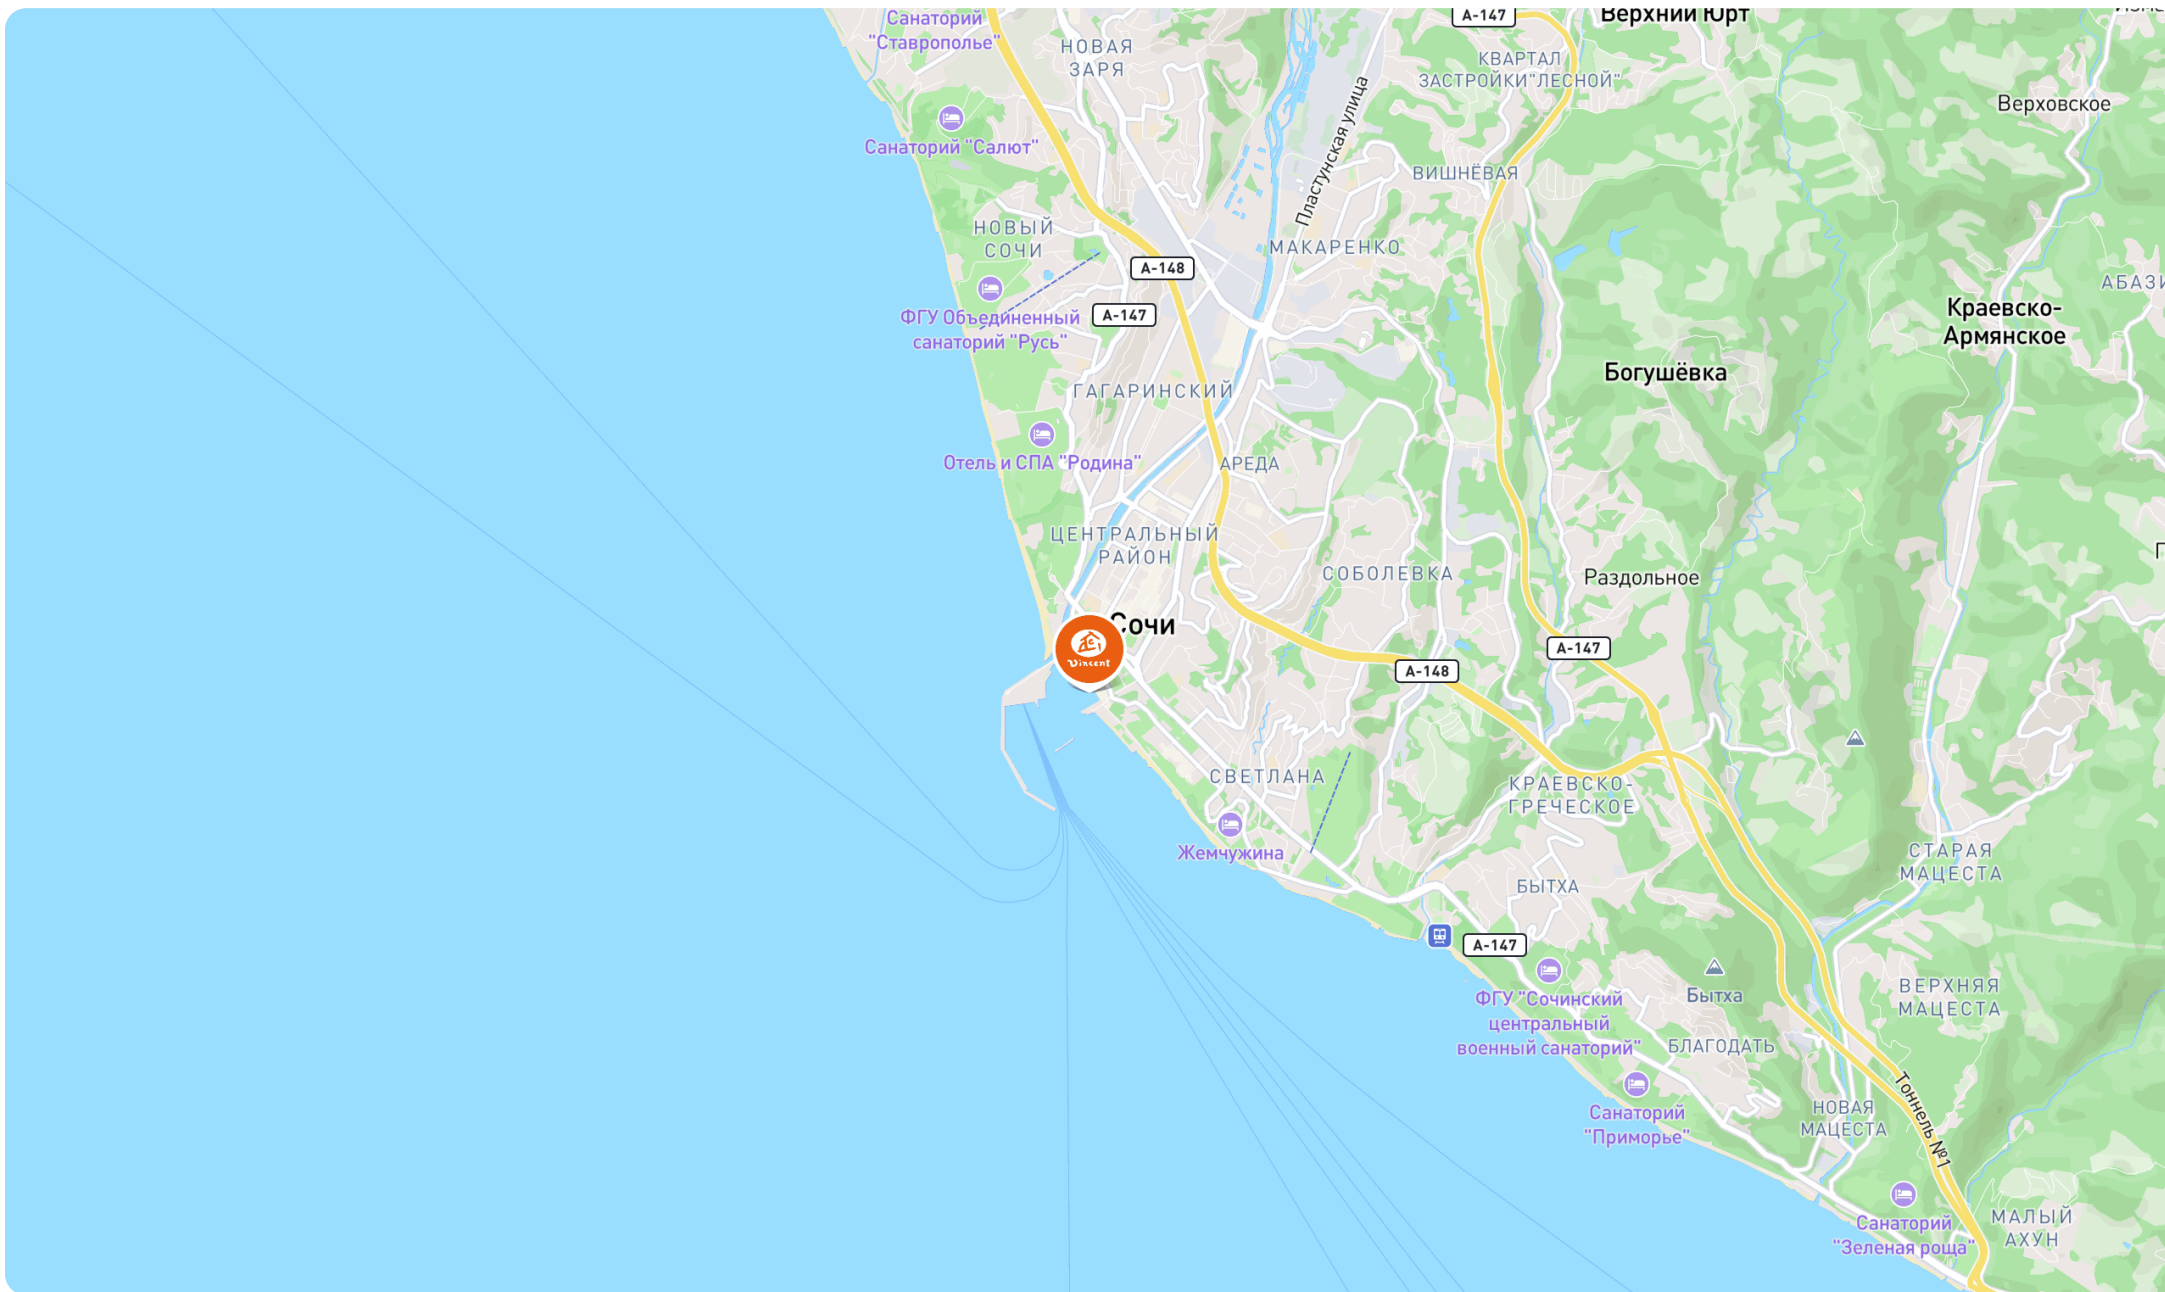 Санаторий
"Ставрополье"
НОВАЯ
ЗАРЯ
А-147
Верхний Юрт
КВАРТАЛ
ЗАСТРОЙКИ"ЛЕСНОЙ"
Верховское
Санаторий "Салют"
Пластунская улица
ВИШНЁВАЯ
НОВЫЙ
СОЧИ
МАКАРЕНКО
А-148
А-147
ФГУ Объединенный
санаторий "Русь"
Краевско-
Армянское
Богушёвка
ГАГАРИНСКИЙ
Отель и СПА "Родина"
АРЕДА
ЦЕНТРАЛЬНЫЙ
РАЙОН
СОБОЛЕВКА
Раздольное
Сочи
Vincent
А-147
А-148
СВЕТЛАНА
КРАЕВСКО-
ГРЕЧЕСКОЕ
Жемчужина
СТАРАЯ
МАЦЕСТА
БЫТХА
А-147
ФГУ "Сочинский
центральный
военный санаторий"
Бытха
ВЕРХНЯЯ
МАЦЕСТА
БЛАГОДАТЬ
Санаторий
"Приморье"
НОВАЯ
МАЦЕСТА
Тоннель №1
Санаторий
"Зеленая роща"
МАЛЫЙ
АХУН